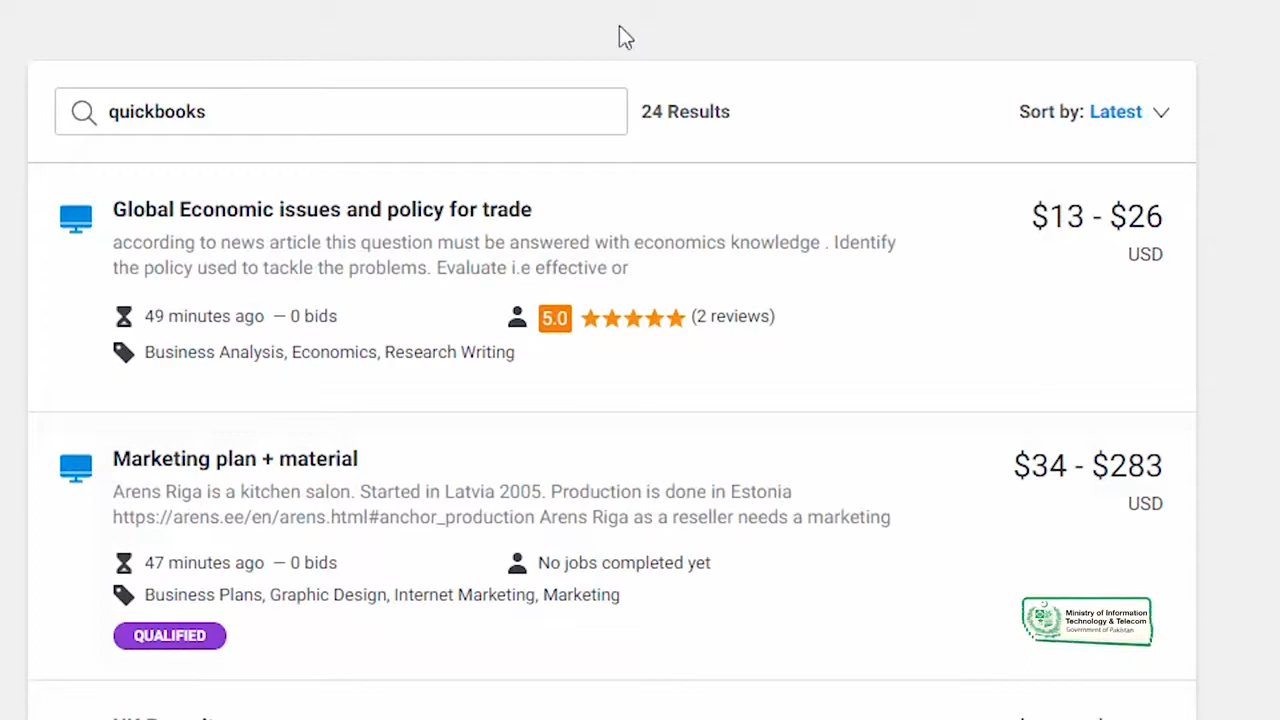 quickbooks
24 Results
Sort by: Latest
Global Economic issues and policy for trade
$13 - $26
USD
according to news article this question must be answered with economics knowledge . Identify
the policy used to tackle the problems. Evaluate i.e effective or
49 minutes ago – 0 bids
5.0
(2 reviews)
Business Analysis, Economics, Research Writing
Marketing plan + material
$34 - $283
USD
Arens Riga is a kitchen salon. Started in Latvia 2005. Production is done in Estonia
https://arens.ee/en/arens.html#anchor_production Arens Riga as a reseller needs a marketing
47 minutes ago – 0 bids
No jobs completed yet
Business Plans, Graphic Design, Internet Marketing, Marketing
QUALIFIED
Ministry of Information
Technology & Telecom
Government of Pakistan